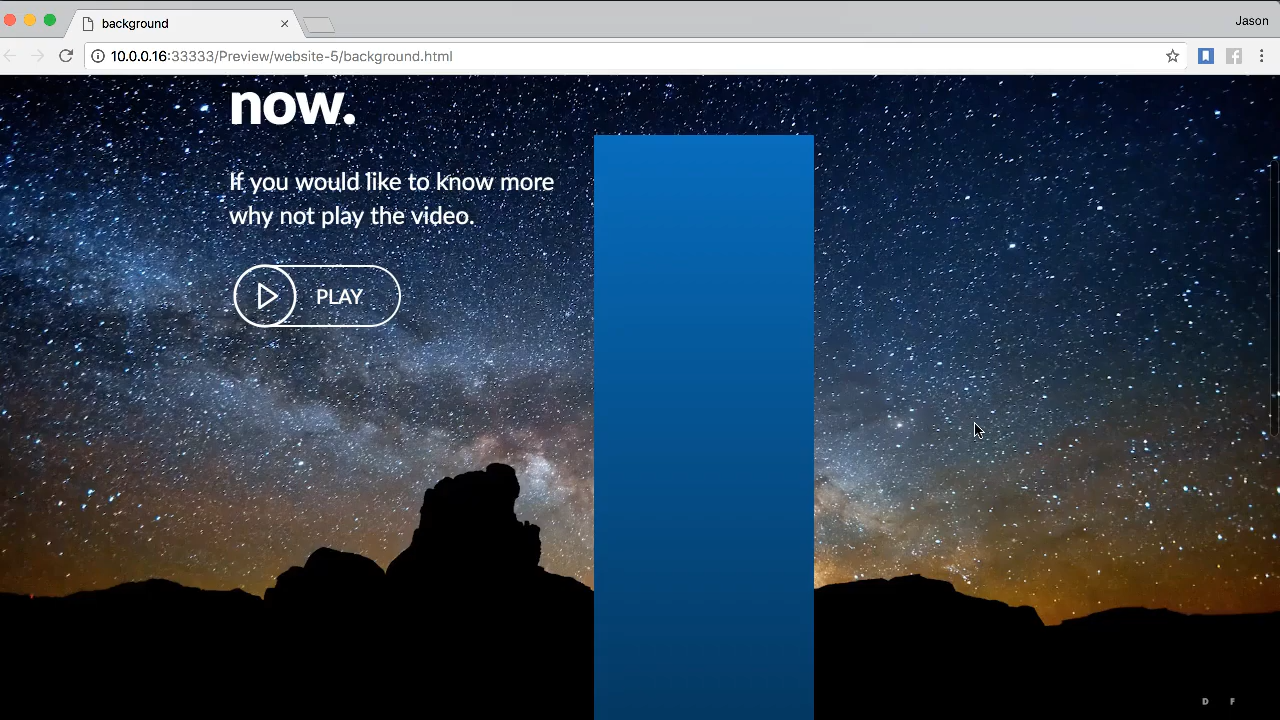 background
Jason
10.0.0.16:33333/Preview/website-5/background.html
now.
If you would like to know more
why not play the video.
PLAY
D F